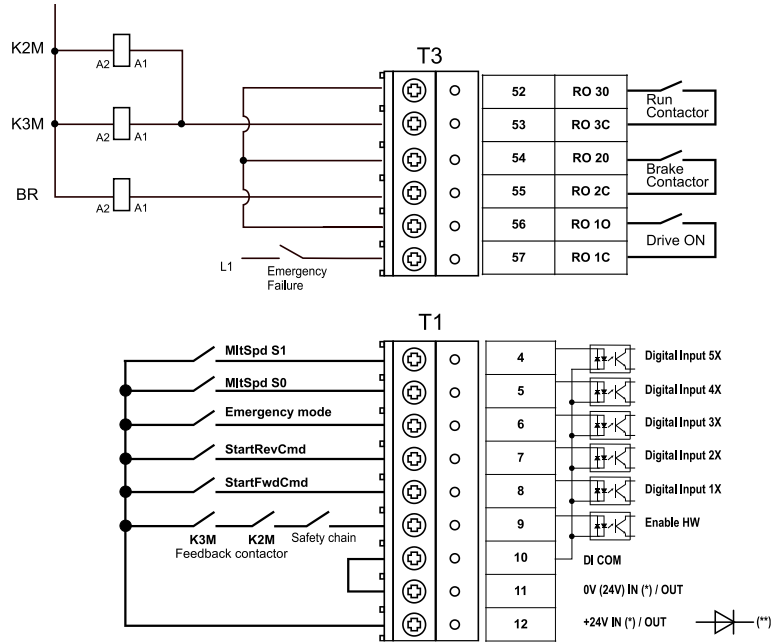 T3
K2M
A2 A1
K3M
A2 A1
BR
A2 A1
L1
Emergency
Failure
52 RO 30
53 RO 3C
Run
Contactor
54 RO 20
55 RO 2C
Brake
Contactor
56 RO 1O
57 RO 1C
Drive ON
T1
MltSpd S1
MltSpd S0
Emergency mode
StartRevCmd
StartFwdCmd
K3M K2M Safety chain
Feedback contactor
4 Digital Input 5X
5 Digital Input 4X
6 Digital Input 3X
7 Digital Input 2X
8 Digital Input 1X
9 Enable HW
10 DI COM
11 0V (24V) IN (*) / OUT
12 +24V IN (*) / OUT (**)